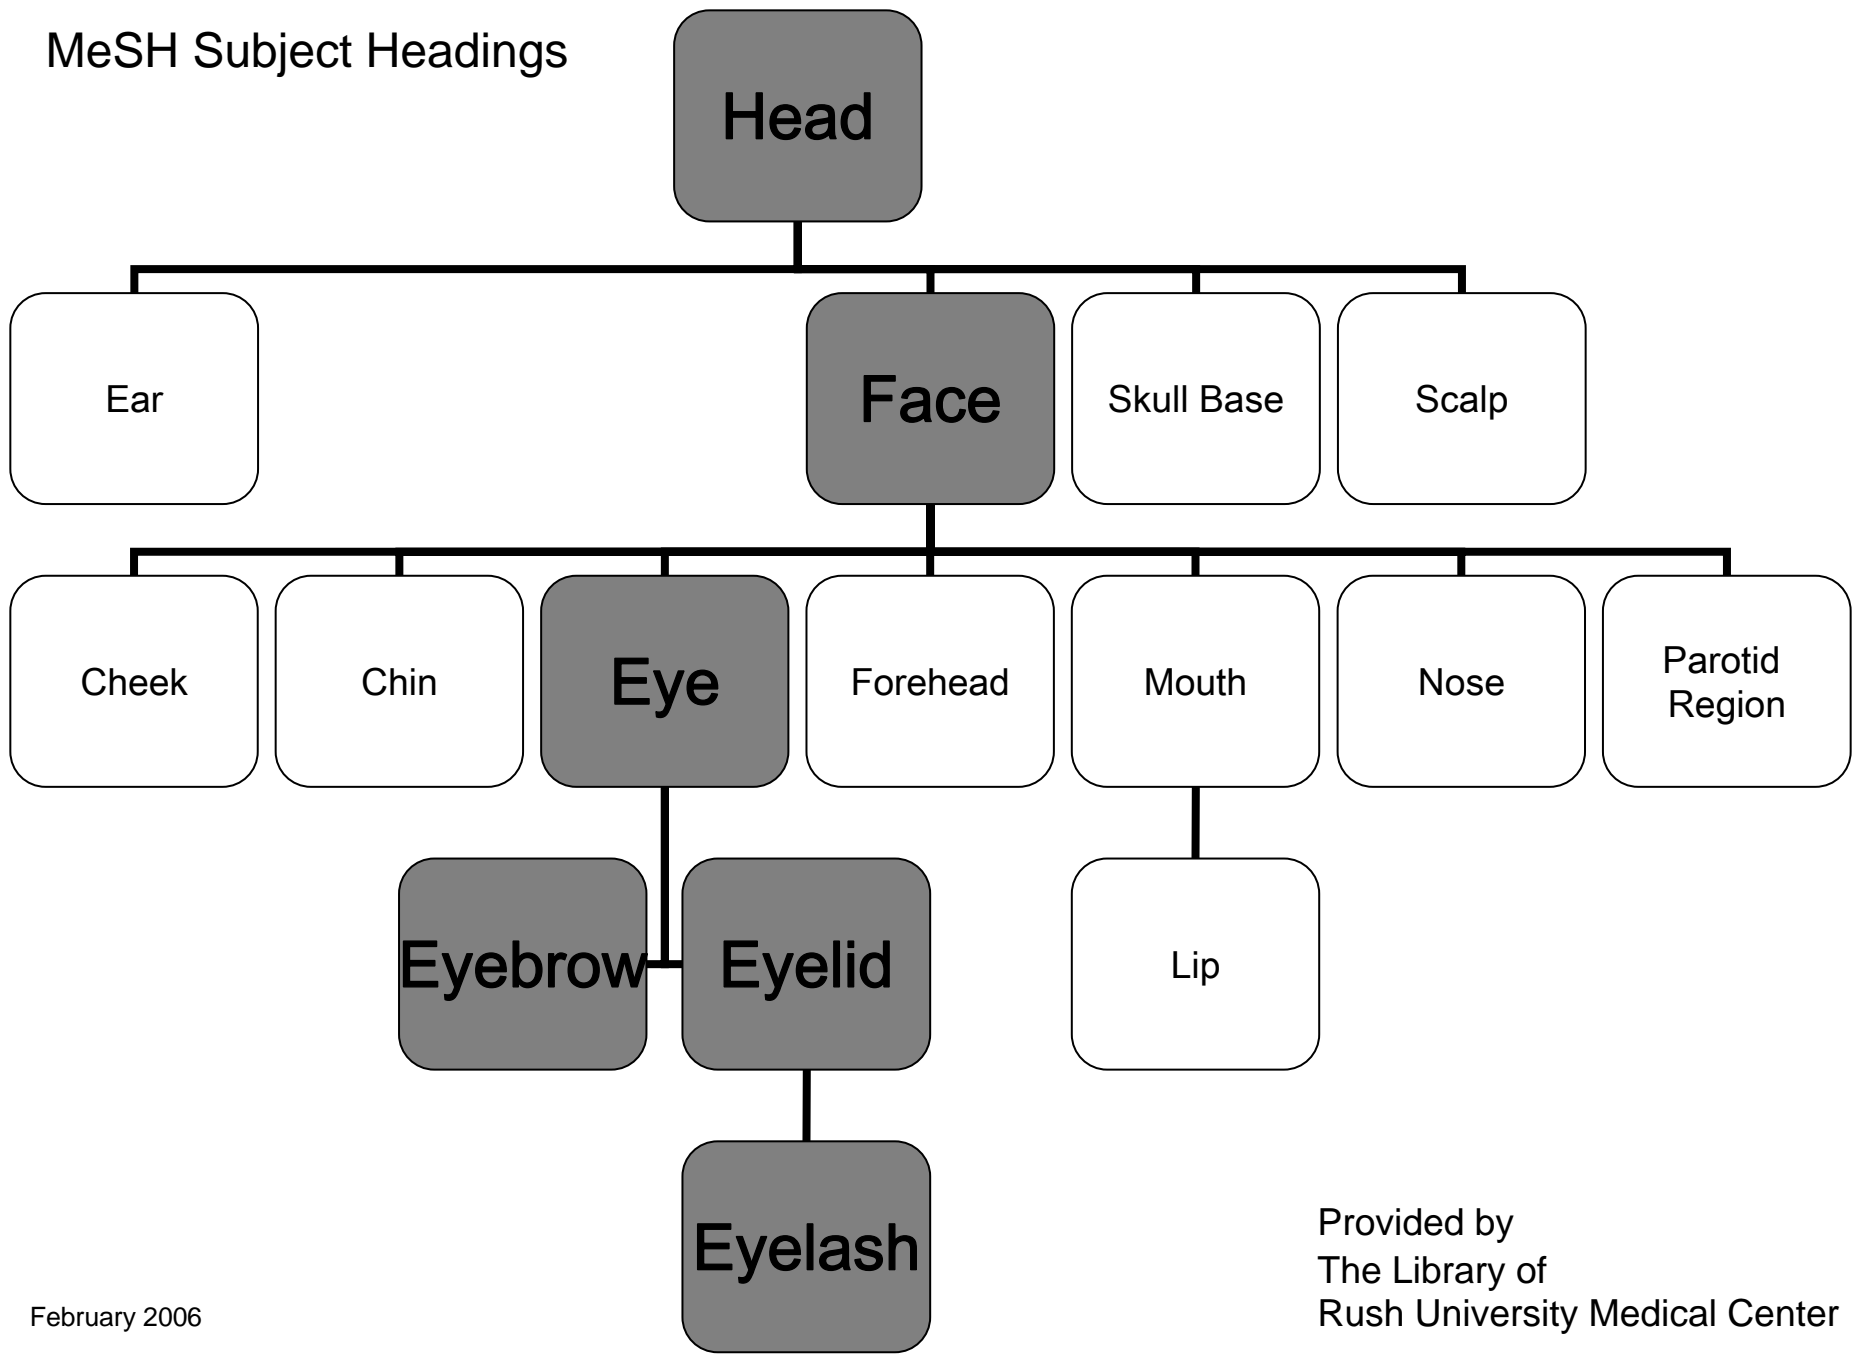 MeSH Subject Headings
Head
Ear
Face
Skull Base
Scalp
Cheek
Chin
Eye
Forehead
Mouth
Nose
Parotid
Region
Eyebrow
Eyelid
Lip
Eyelash
Provided by
The Library of
Rush University Medical Center
February 2006